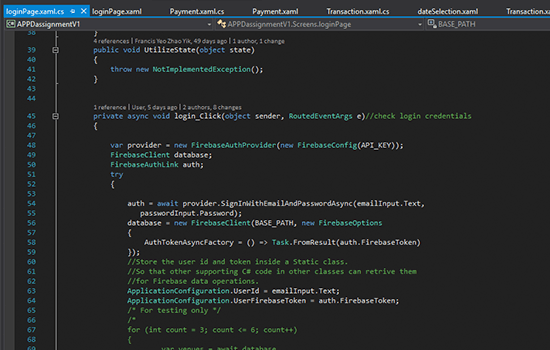 loginPage.xaml.cs loginPage.xaml Payment.xaml.cs Payment.xaml dateSelection.xaml Transaction.xaml.cs Transaction.xam
APPDassignmentV1 APPDassignmentV1.Screens.loginPage BASE_PATH
38 }
4 references | Francis Yeo Zhao Yik, 49 days ago | 1 author, 1 change
39 public void UtilizeState(object state)
40 {
41 throw new NotImplementedException();
42 }
43
44
1 reference | User, 5 days ago | 2 authors, 8 changes
45 private async void login_Click(object sender, RoutedEventArgs e)//check login credentials
46 {
47
48 var provider = new FirebaseAuthProvider(new FirebaseConfig(API_KEY));
49 FirebaseClient database;
50 FirebaseAuthLink auth;
51 try
52 {
53
54 auth = await provider.SignInWithEmailAndPasswordAsync(emailInput.Text,
55 passwordInput.Password);
56 database = new FirebaseClient(BASE_PATH, new FirebaseOptions
57 {
58 AuthTokenAsyncFactory = () => Task.FromResult(auth.FirebaseToken)
59 });
60 //Store the user id and token inside a Static class.
61 //So that other supporting C# code in other classes can retrive them
62 //for Firebase data operations.
63 ApplicationConfiguration.UserId = emailInput.Text;
64 ApplicationConfiguration.UserFirebaseToken = auth.FirebaseToken;
65 /* For testing only */
66 /*
67 for (int count = 3; count <= 6; count++)
68 {
var venues = await database